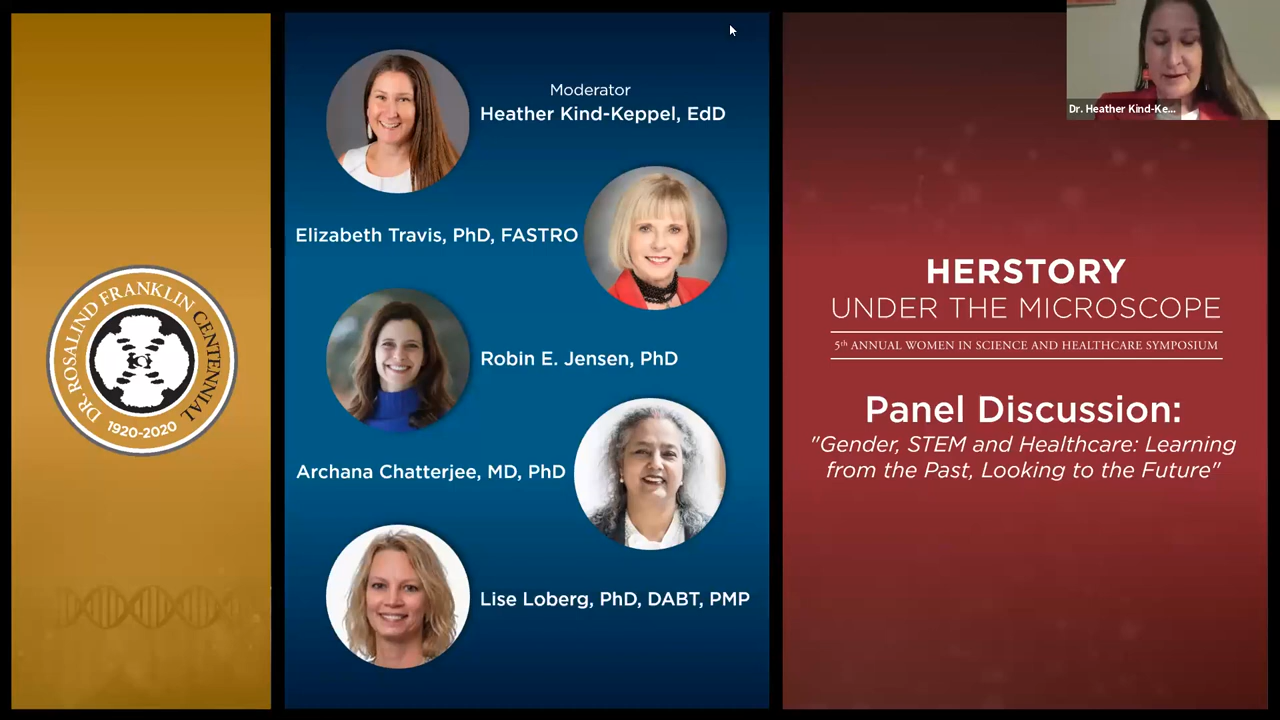 DR. ROSALIND FRANKLIN CENTENNIAL
1920-2020
Moderator
Heather Kind-Keppel, EdD
Elizabeth Travis, PhD, FASTRO
Robin E. Jensen, PhD
Archana Chatterjee, MD, PhD
Lise Loberg, PhD, DABT, PMP
Dr. Heather Kind-Ke...
HERSTORY
UNDER THE MICROSCOPE
5th ANNUAL WOMEN IN SCIENCE AND HEALTHCARE SYMPOSIUM
Panel Discussion:
"Gender, STEM and Healthcare: Learning
from the Past, Looking to the Future"